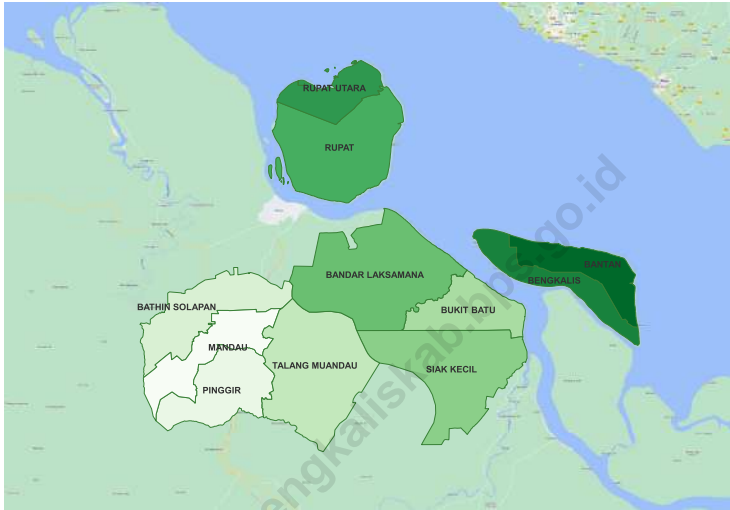 RUPAT UTARA
RUPAT
BANTAN
BENGKALIS
BANDAR LAKSAMANA
BUKIT BATU
BATHIN SOLAPAN
MANDAU
TALANG MUANDAU
SIAK KECIL
PINGGIR
engkaliskab.bps.go.id